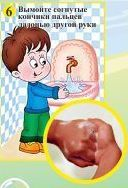 6 Вымойте согнутые
кончики пальцев
ладонью другой руки